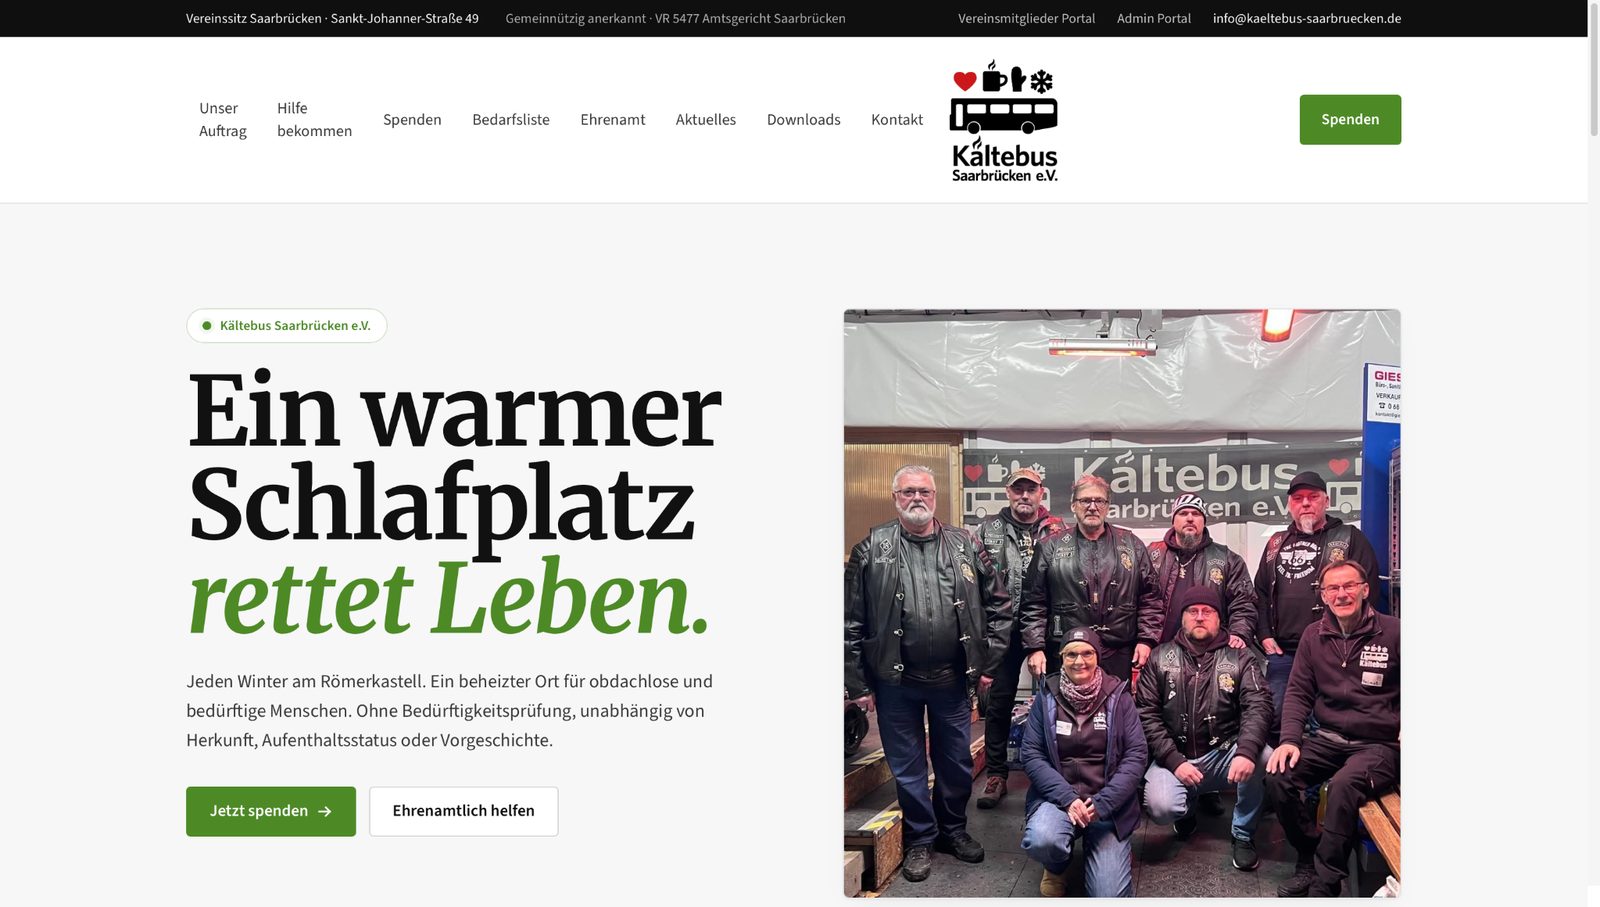 Vereinssitz Saarbrücken · Sankt-Johanner-Straße 49
Gemeinnützig anerkannt · VR 5477 Amtsgericht Saarbrücken
Vereinsmitglieder Portal
Admin Portal
info@kaeltebus-saarbruecken.de
Unser
Auftrag
Hilfe
bekommen
Spenden
Bedarfsliste
Ehrenamt
Aktuelles
Downloads
Kontakt
Kältebus
Saarbrücken e.V.
Spenden
Kältebus Saarbrücken e.V.
Ein warmer
Schlafplatz
rettet Leben.
Jeden Winter am Römerkastell. Ein beheizter Ort für obdachlose und
bedürftige Menschen. Ohne Bedürftigkeitsprüfung, unabhängig von
Herkunft, Aufenthaltsstatus oder Vorgeschichte.
Jetzt spenden →
Ehrenamtlich helfen
GIES
VERKAUF
Kältebus
Kältebus